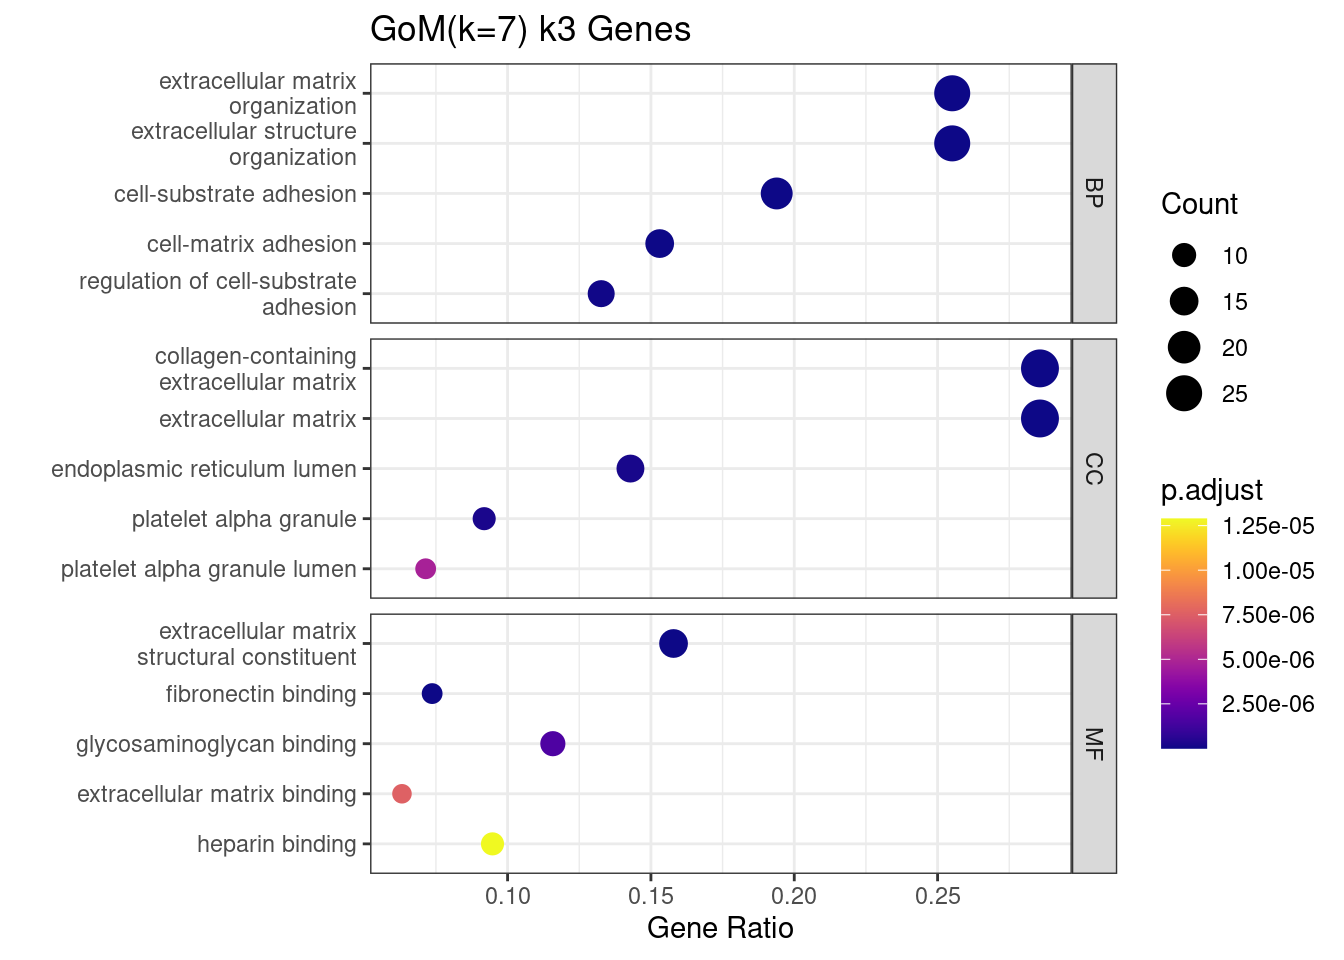 GoM(k=7) k3 Genes
extracellular matrix
organization
extracellular structure
organization
cell-substrate adhesion
cell-matrix adhesion
regulation of cell-substrate
adhesion
BP
collagen-containing
extracellular matrix
extracellular matrix
endoplasmic reticulum lumen
platelet alpha granule
platelet alpha granule lumen
CC
extracellular matrix
structural constituent
fibronectin binding
glycosaminoglycan binding
extracellular matrix binding
heparin binding
MF
0.10 0.15 0.20 0.25
Gene Ratio
Count
10
15
20
25
p.adjust
1.25e-05
1.00e-05
7.50e-06
5.00e-06
2.50e-06